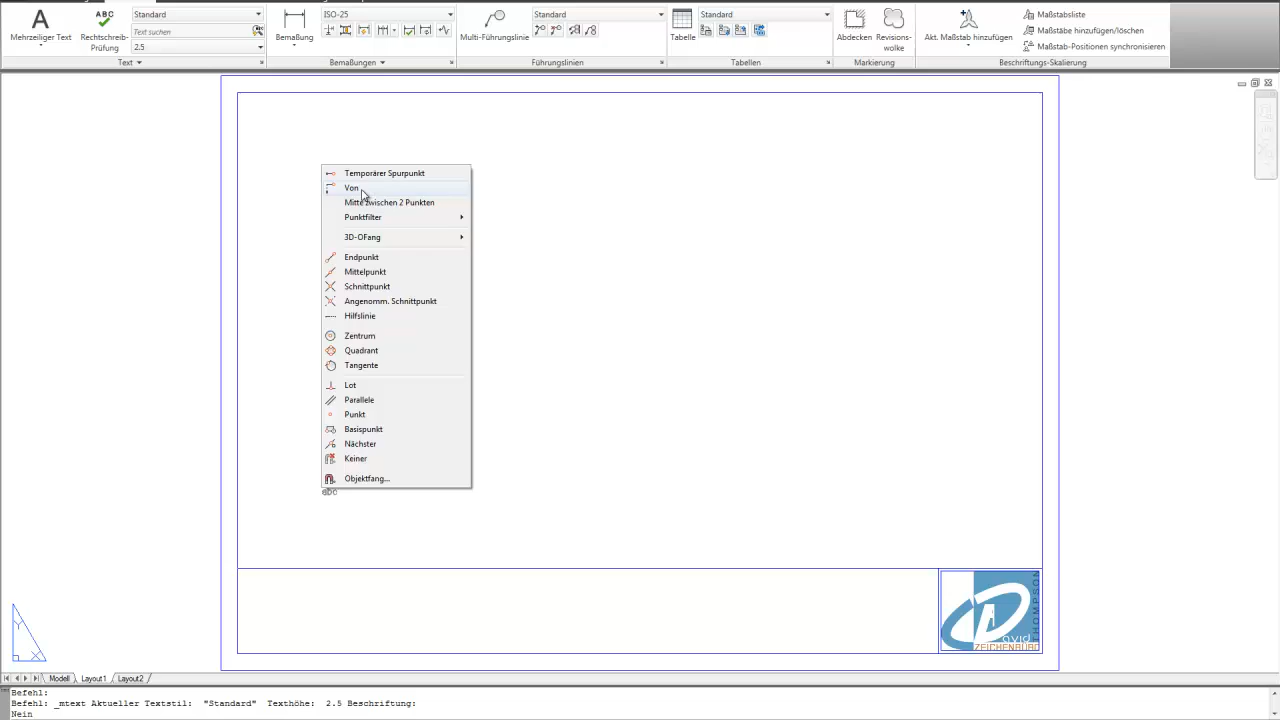 Standard
ISO-25
Standard
Standard
Maßstabsliste
Text suchen
Maßstäbe hinzufügen/löschen
2.5
Maßstab-Positionen synchronisieren
Mehrzeiliger Text
ABC
Rechtschreib-
Prüfung
Bemaßung
Multi-Führungslinie
Tabelle
Abdecken
Revisions-
wolke
Akt. Maßstab hinzufügen
Text
Bemaßungen
Führungslinien
Tabellen
Markierung
Beschriftungs-Skalierung
Temporärer Spurpunkt
Von
Mitte zwischen 2 Punkten
Punktfilter
3D-OFang
Endpunkt
Mittelpunkt
Schnittpunkt
Angenomm. Schnittpunkt
Hilfslinie
Zentrum
Quadrant
Tangente
Lot
Parallele
Punkt
Basispunkt
Nächster
Keiner
Objektfang...
abc
David
THOMPSON
ZEICHENBÜRO
Y
X
Modell
Layout1
Layout2
Befehl:
Befehl: _mtext Aktueller Textstil: "Standard" Texthöhe: 2.5 Beschriftung:
Nein